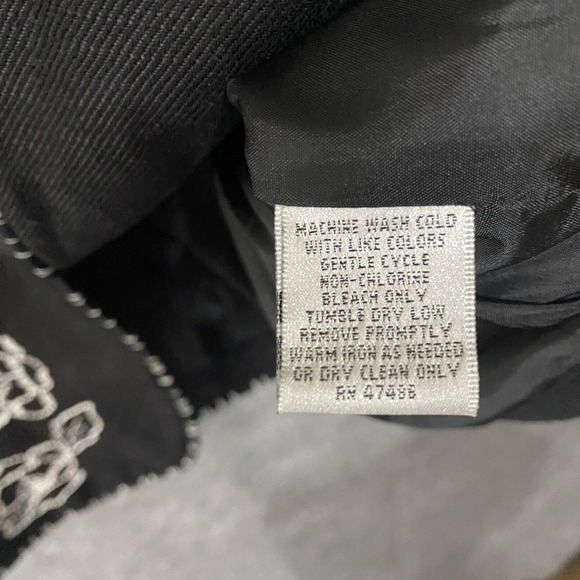 MACHINE WASH COLD
WITH LIKE COLORS
GENTLE CYCLE
NON-CHLORINE
BLEACH ONLY
TUMBLE DRY LOW
REMOVE PROMPTLY
WARM IRON AS NEEDED
OR DRY CLEAN ONLY
RN 47486